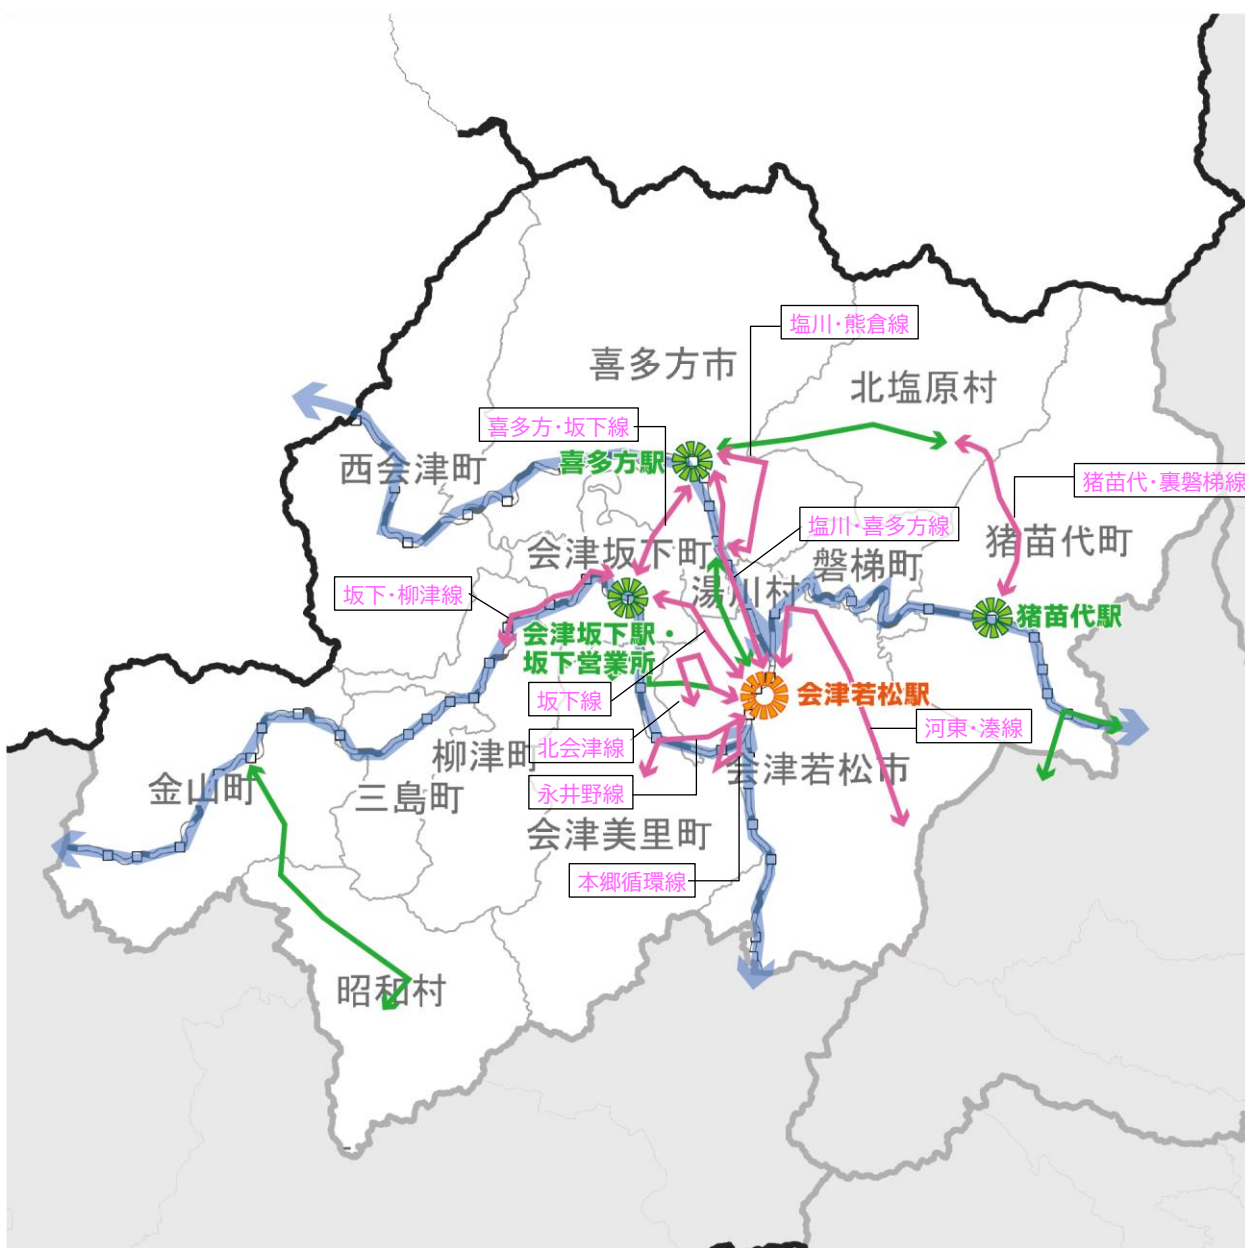 塩川・熊倉線
喜多方市
北塩原村
喜多方・坂下線
喜多方駅
西会津町
猪苗代・裏磐梯線
塩川・喜多方線
猪苗代町
会津坂下町
磐梯町
湯川村
坂下・柳津線
猪苗代駅
会津坂下駅・
坂下営業所
坂下線
会津若松駅
河東・湊線
北会津線
柳津町
会津若松市
金山町
三島町
永井野線
会津美里町
本郷循環線
昭和村